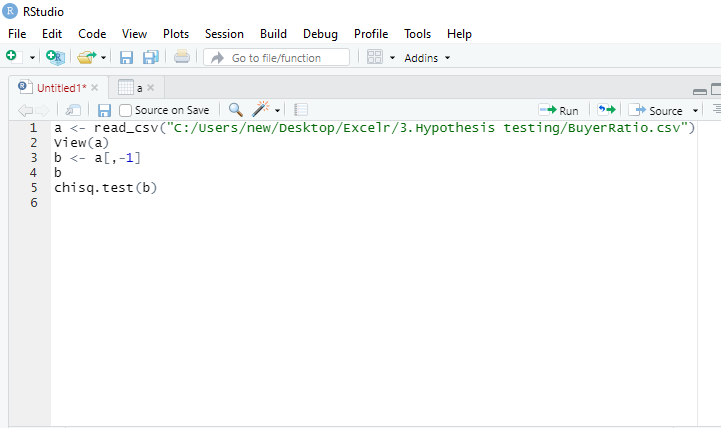 RStudio
File Edit Code View Plots Session Build Debug Profile Tools Help
Go to file/function Addins
Untitled1* a
Source on Save Run Source
1 a <- read_csv("C:/Users/new/Desktop/Excelr/3.Hypothesis testing/BuyerRatio.csv")
2 View(a)
3 b <- a[,-1]
4 b
5 chisq.test(b)
6